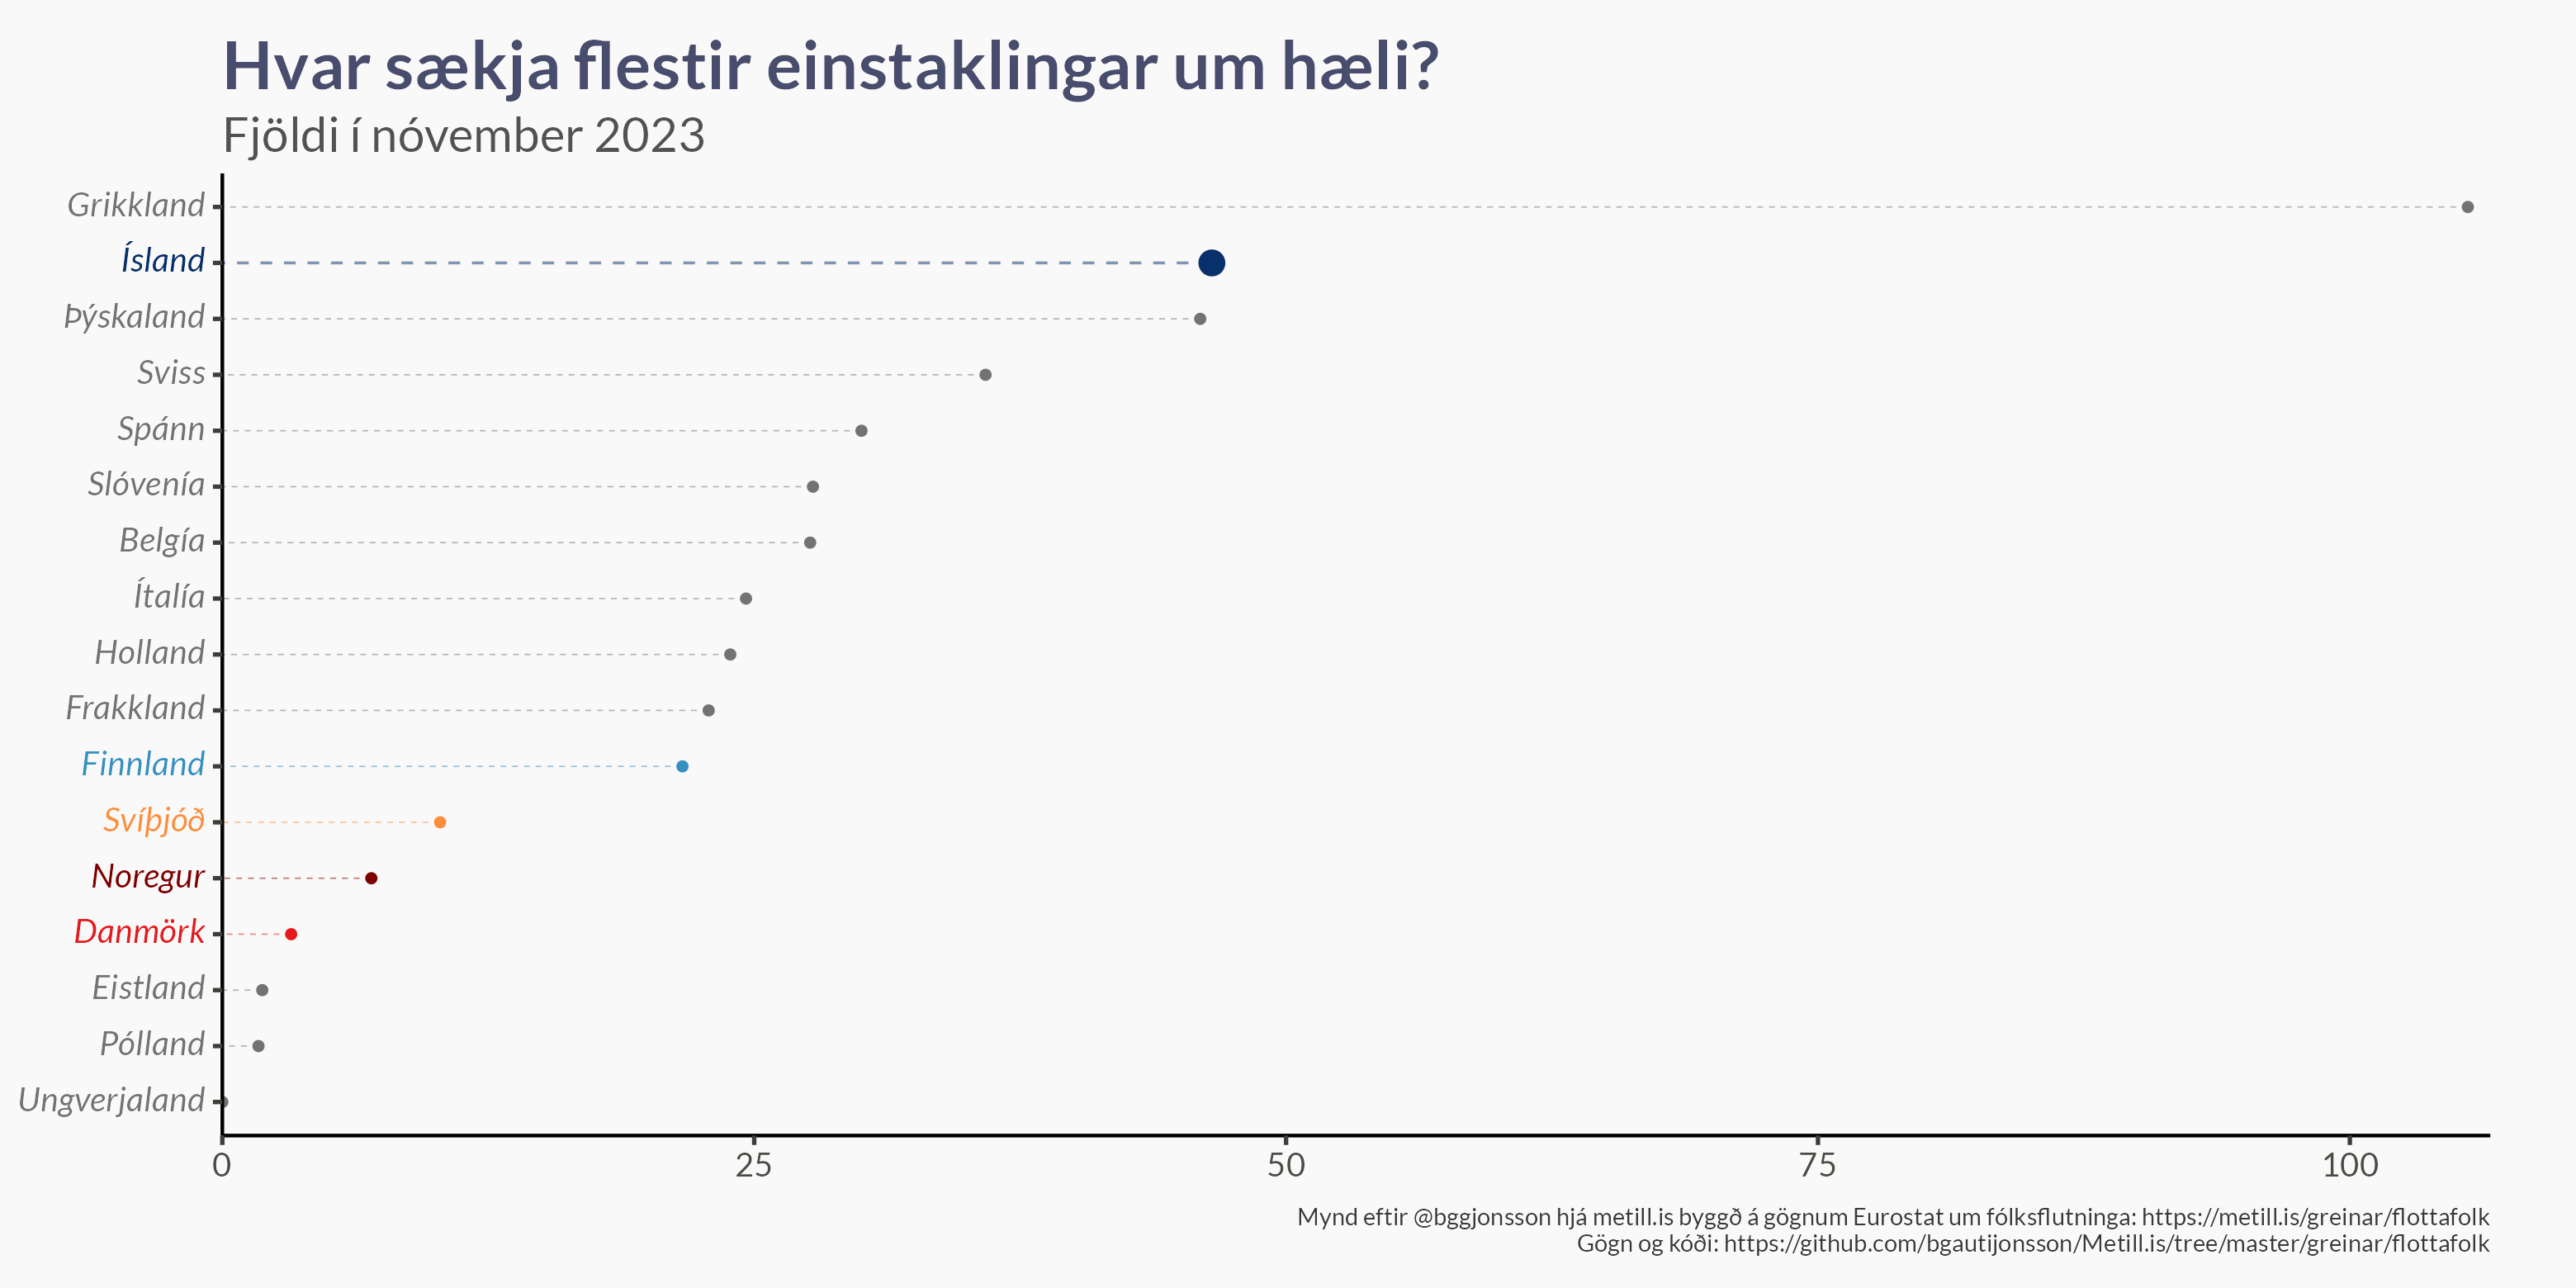 Hvar sækja flestir einstaklingar um hæli?
Fjöldi í nóvember 2023
Grikkland
Ísland
Þýskaland
Sviss
Spánn
Slóvenía
Belgía
Ítalía
Holland
Frakkland
Finnland
Svíþjóð
Noregur
Danmörk
Eistland
Pólland
Ungverjaland
0 25 50 75 100
Mynd eftir @bggjonsson hjá metill.is byggð á gögnum Eurostat um fólksflutninga: https://metill.is/greinar/flottafolk
Gögn og kóði: https://github.com/bgautijonsson/Metill.is/tree/master/greinar/flottafolk